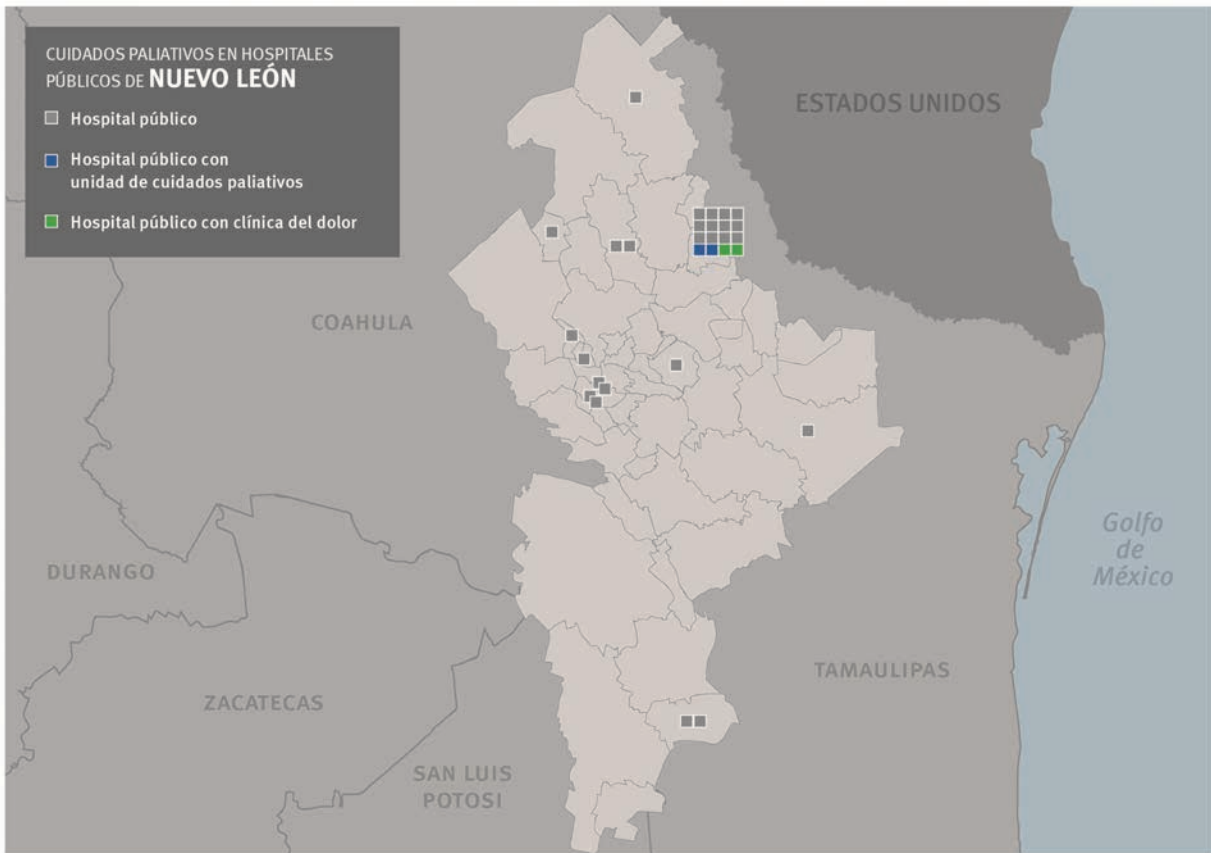 CUIDADOS PALIATIVOS EN HOSPITALES
PÚBLICOS DE NUEVO LEÓN
Hospital público
Hospital público con
unidad de cuidados paliativos
Hospital público con clínica del dolor
ESTADOS UNIDOS
COAHULA
Golfo
de
México
DURANGO
TAMAULIPAS
ZACATECAS
SAN LUIS
POTOSI